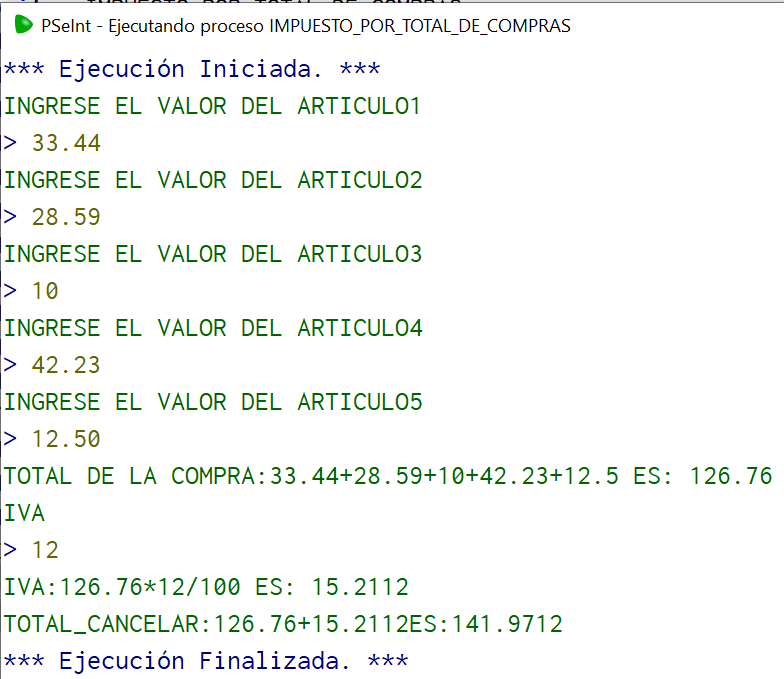 PSeInt - Ejecutando proceso IMPUESTO_POR_TOTAL_DE_COMPRAS
*** Ejecución Iniciada. ***
INGRESE EL VALOR DEL ARTICULO1
> 33.44
INGRESE EL VALOR DEL ARTICULO2
> 28.59
INGRESE EL VALOR DEL ARTICULO3
> 10
INGRESE EL VALOR DEL ARTICULO4
> 42.23
INGRESE EL VALOR DEL ARTICULO5
> 12.50
TOTAL DE LA COMPRA:33.44+28.59+10+42.23+12.5 ES: 126.76
IVA
> 12
IVA:126.76*12/100 ES: 15.2112
TOTAL_CANCELAR:126.76+15.2112ES:141.9712
*** Ejecución Finalizada. ***